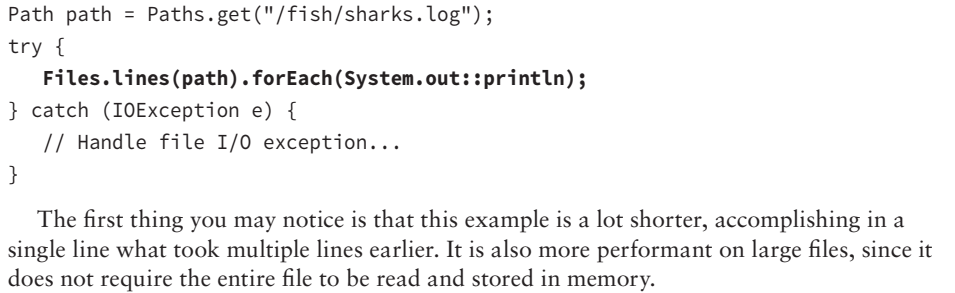 Path path = Paths.get("/fish/sharks.log");
try {
   Files.lines(path).forEach(System.out::println);
} catch (IOException e) {
   // Handle file I/O exception...
}
The first thing you may notice is that this example is a lot shorter, accomplishing in a
single line what took multiple lines earlier. It is also more performant on large files, since it
does not require the entire file to be read and stored in memory.